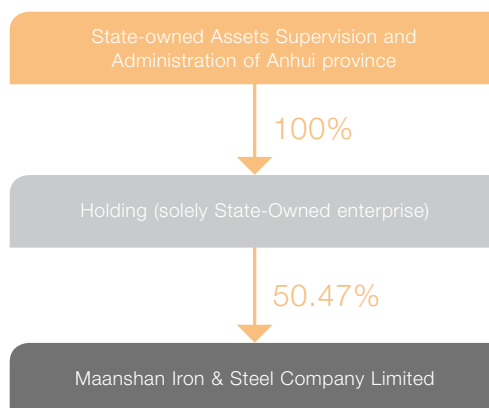 State-owned Assets Supervision and
Administration of Anhui province
100%
Holding (solely State-Owned enterprise)
50.47%
Maanshan Iron & Steel Company Limited